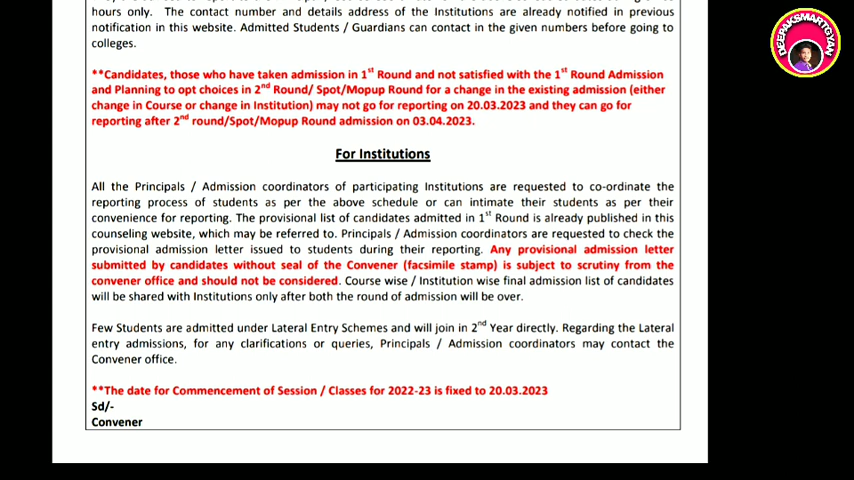 hours only. The contact number and details address of the Institutions are already notified in previous
notification in this website. Admitted Students / Guardians can contact in the given numbers before going to
colleges.
**Candidates, those who have taken admission in 1st Round and not satisfied with the 1st Round Admission
and Planning to opt choices in 2nd Round/ Spot/Mopup Round for a change in the existing admission (either
change in Course or change in Institution) may not go for reporting on 20.03.2023 and they can go for
reporting after 2nd round/Spot/Mopup Round admission on 03.04.2023.
For Institutions
All the Principals / Admission coordinators of participating Institutions are requested to co-ordinate the
reporting process of students as per the above schedule or can intimate their students as per their
convenience for reporting. The provisional list of candidates admitted in 1st Round is already published in this
counseling website, which may be referred to. Principals / Admission coordinators are requested to check the
provisional admission letter issued to students during their reporting. Any provisional admission letter
submitted by candidates without seal of the Convener (facsimile stamp) is subject to scrutiny from the
convener office and should not be considered. Course wise / Institution wise final admission list of candidates
will be shared with Institutions only after both the round of admission will be over.
Few Students are admitted under Lateral Entry Schemes and will join in 2nd Year directly. Regarding the Lateral
entry admissions, for any clarifications or queries, Principals / Admission coordinators may contact the
Convener office.
**The date for Commencement of Session / Classes for 2022-23 is fixed to 20.03.2023
Sd/-
Convener
DEEPAKSMARTGYAN